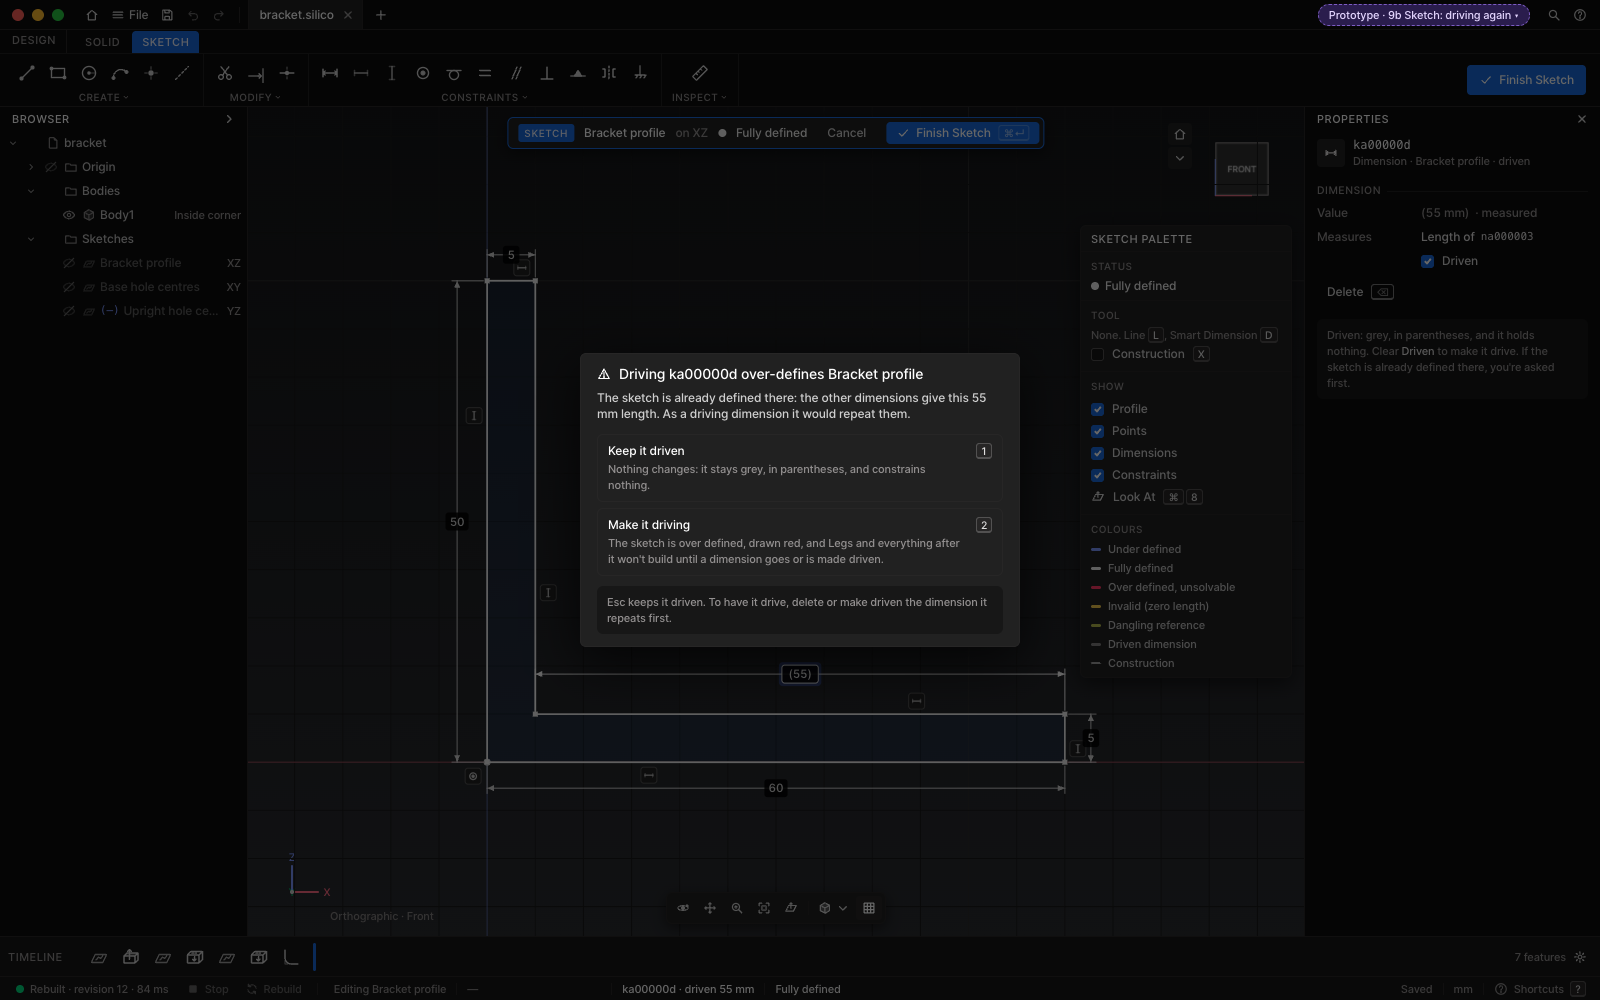 File
bracket.silico
Prototype · 9b Sketch: driving again
DESIGN
SOLID
SKETCH
CREATE
MODIFY
CONSTRAINTS
INSPECT
Finish Sketch
BROWSER
bracket
Origin
Bodies
Body1 Inside corner
Sketches
Bracket profile XZ
Base hole centres XY
(−) Upright hole ce... YZ
SKETCH Bracket profile on XZ Fully defined Cancel Finish Sketch ⌘↵
FRONT
5
50
(55)
5
60
Z
X
Orthographic · Front
SKETCH PALETTE
STATUS
Fully defined
TOOL
None. Line L, Smart Dimension D
Construction X
SHOW
Profile
Points
Dimensions
Constraints
Look At ⌘ 8
COLOURS
Under defined
Fully defined
Over defined, unsolvable
Invalid (zero length)
Dangling reference
Driven dimension
Construction
Driving ka00000d over-defines Bracket profile
The sketch is already defined there: the other dimensions give this 55
mm length. As a driving dimension it would repeat them.
Keep it driven 1
Nothing changes: it stays grey, in parentheses, and constrains
nothing.
Make it driving 2
The sketch is over defined, drawn red, and Legs and everything after
it won't build until a dimension goes or is made driven.
Esc keeps it driven. To have it drive, delete or make driven the dimension it
repeats first.
PROPERTIES
ka00000d
Dimension · Bracket profile · driven
DIMENSION
Value (55 mm) · measured
Measures Length of na000003
Driven
Delete
Driven: grey, in parentheses, and it holds
nothing. Clear Driven to make it drive. If the
sketch is already defined there, you're asked
first.
TIMELINE
7 features
Rebuilt · revision 12 · 84 ms
Stop
Rebuild
Editing Bracket profile
—
ka00000d · driven 55 mm
Fully defined
Saved
mm
Shortcuts ?